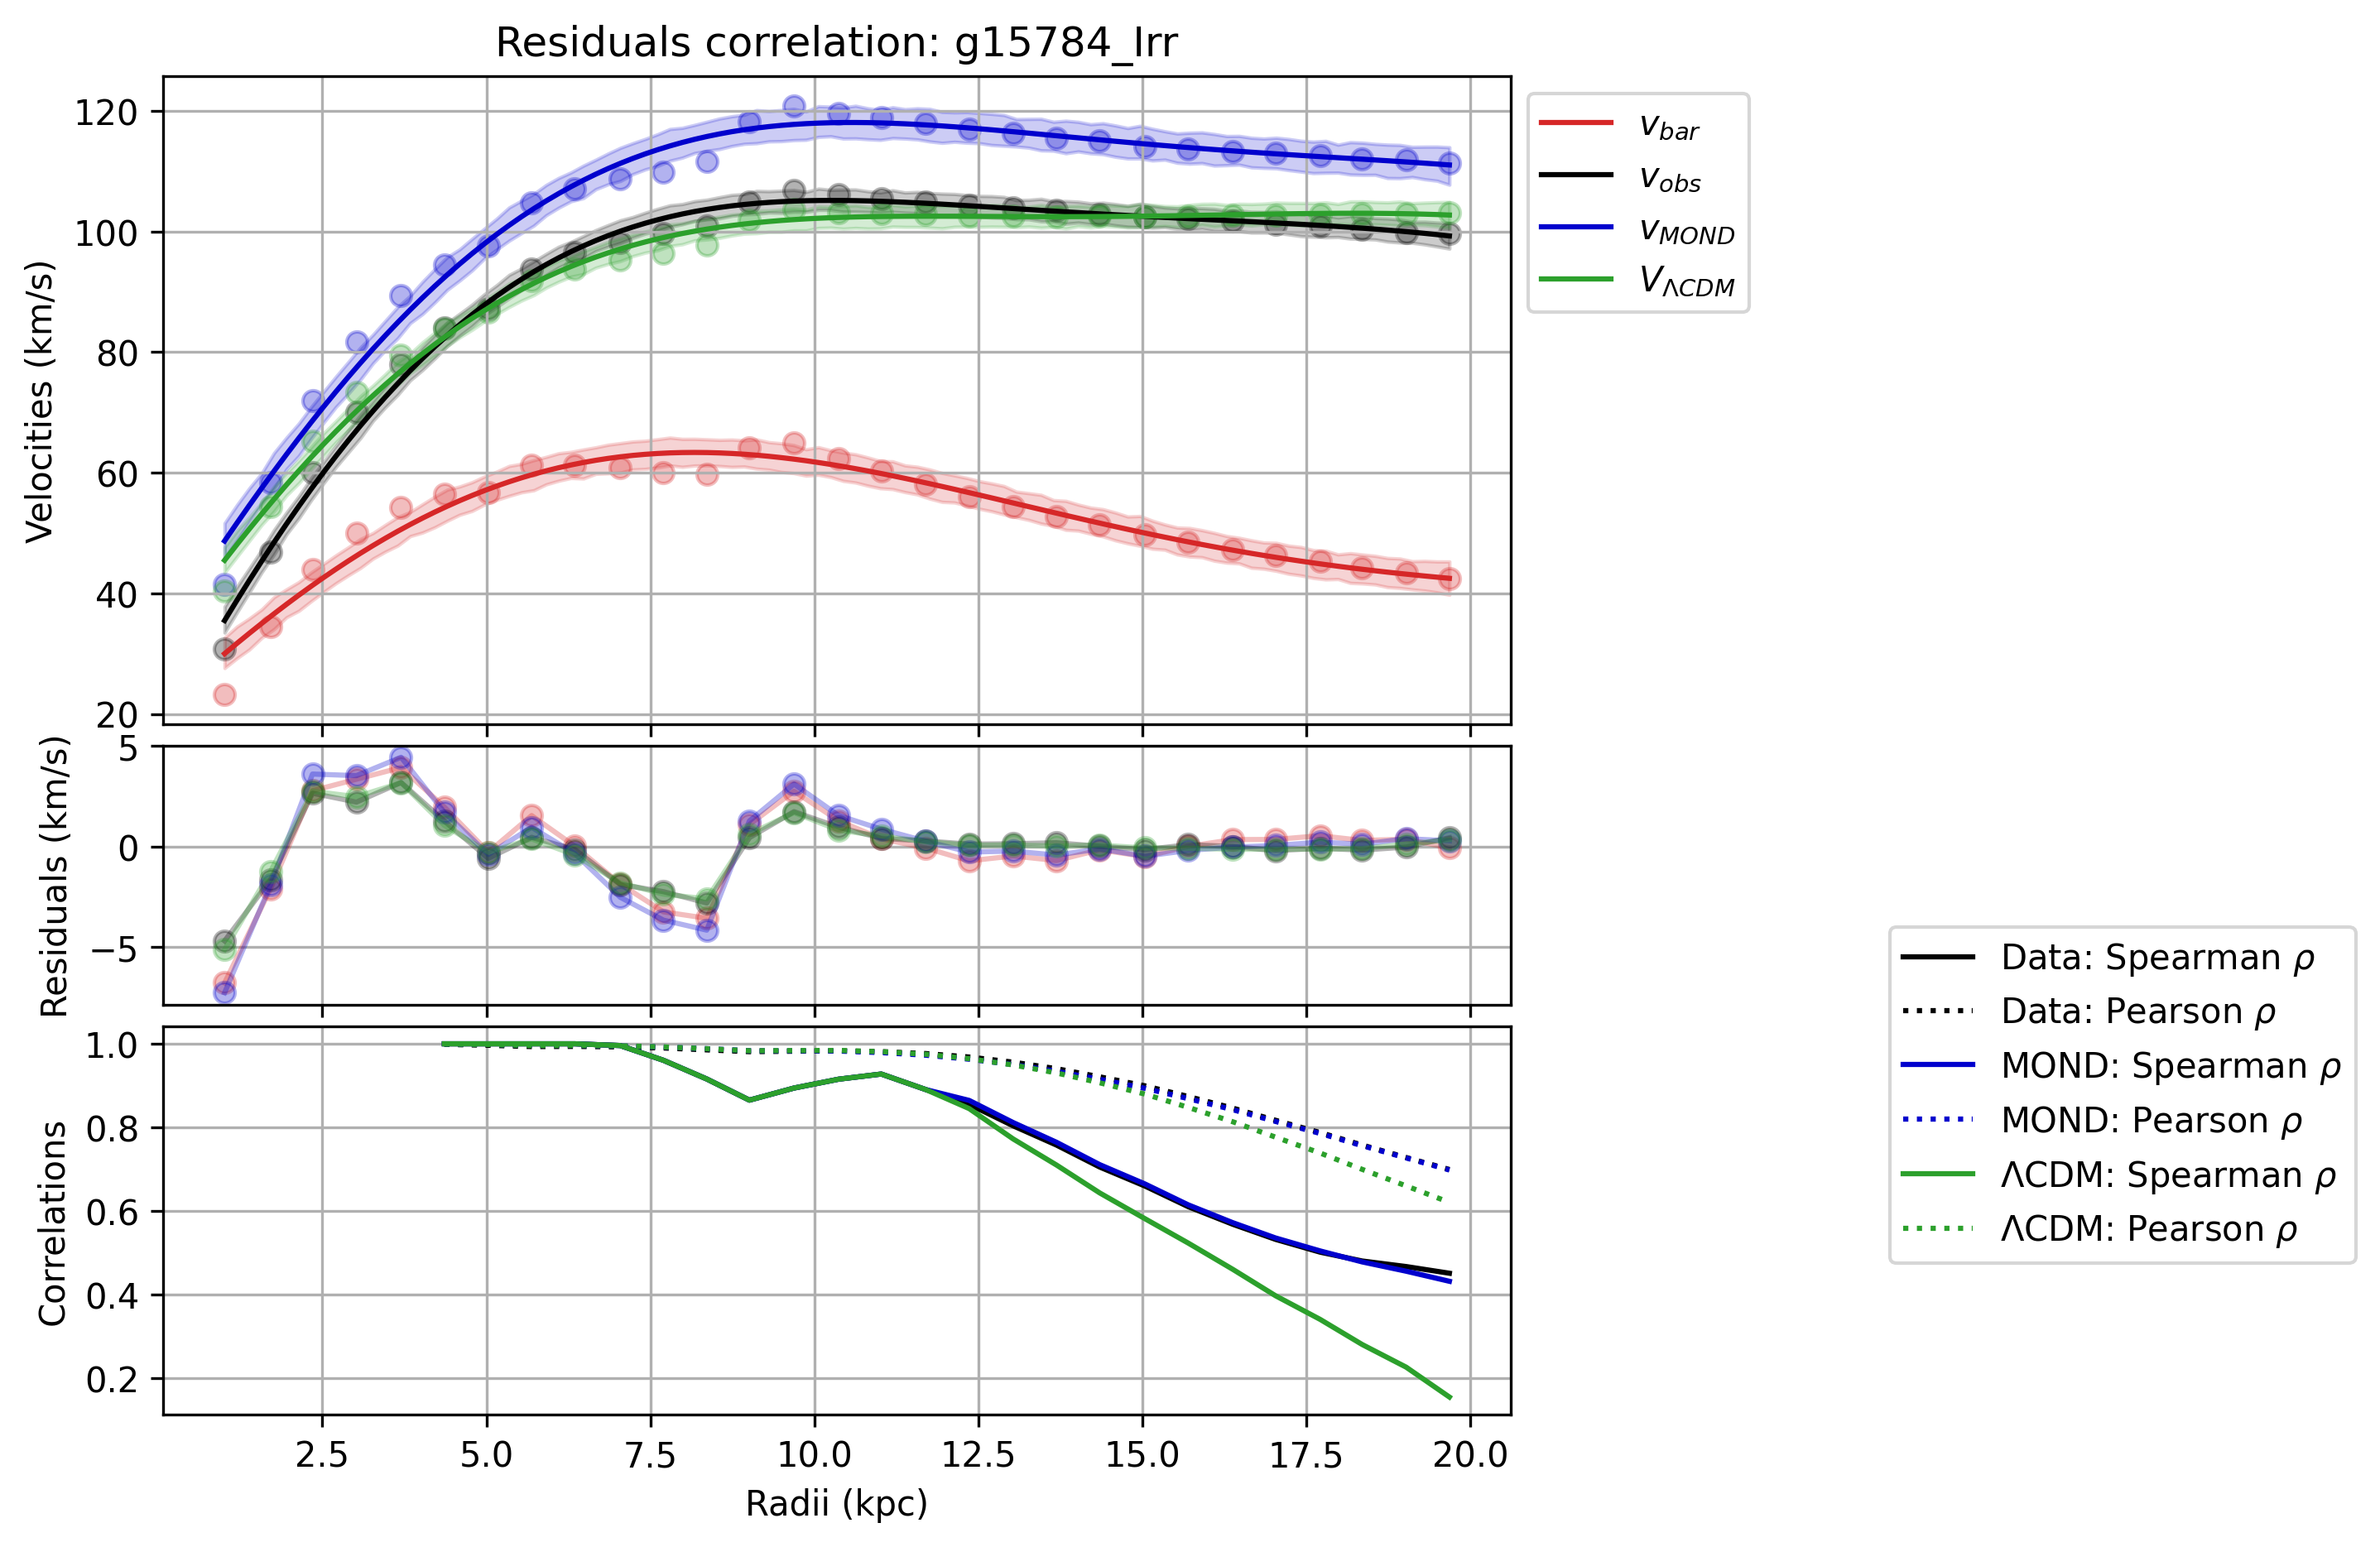 Residuals correlation: g15784_Irr
Velocities (km/s)
120
100
80
60
40
20
v_bar
v_obs
v_MOND
V_ΛCDM
Residuals (km/s)
5
0
−5
Correlations
1.0
0.8
0.6
0.4
0.2
Data: Spearman ρ
Data: Pearson ρ
MOND: Spearman ρ
MOND: Pearson ρ
ΛCDM: Spearman ρ
ΛCDM: Pearson ρ
2.5 5.0 7.5 10.0 12.5 15.0 17.5 20.0
Radii (kpc)